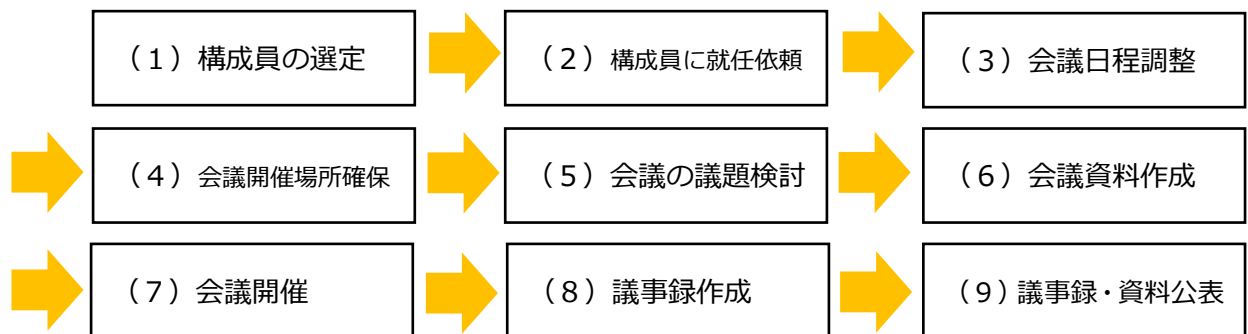 （１）構成員の選定
（２）構成員に就任依頼
（３）会議日程調整
（４）会議開催場所確保
（５）会議の議題検討
（６）会議資料作成
（７）会議開催
（８）議事録作成
（９）議事録・資料公表